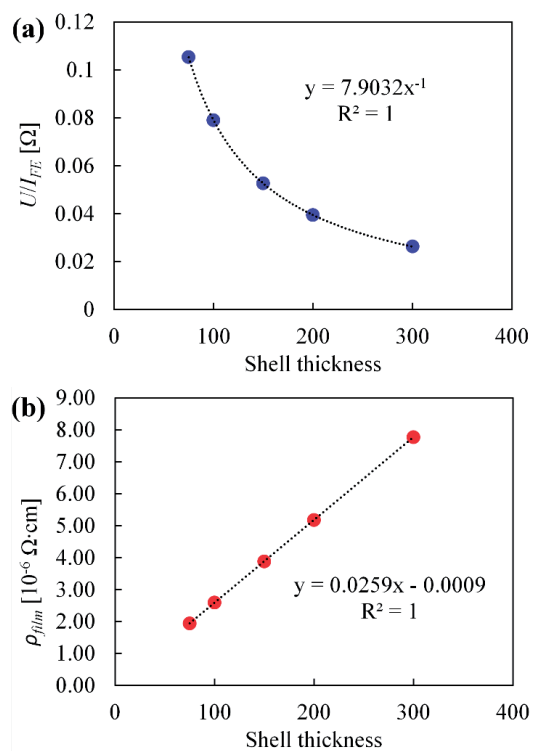 (a)
0.12
0.1
0.08
0.06
0.04
0.02
0
U/I_FE [Ω]
y = 7.9032x⁻¹
R² = 1
0 100 200 300 400
Shell thickness
(b)
9.00
8.00
7.00
6.00
5.00
4.00
3.00
2.00
1.00
0.00
ρ_film [10⁻⁶ Ω·cm]
y = 0.0259x - 0.0009
R² = 1
0 100 200 300 400
Shell thickness